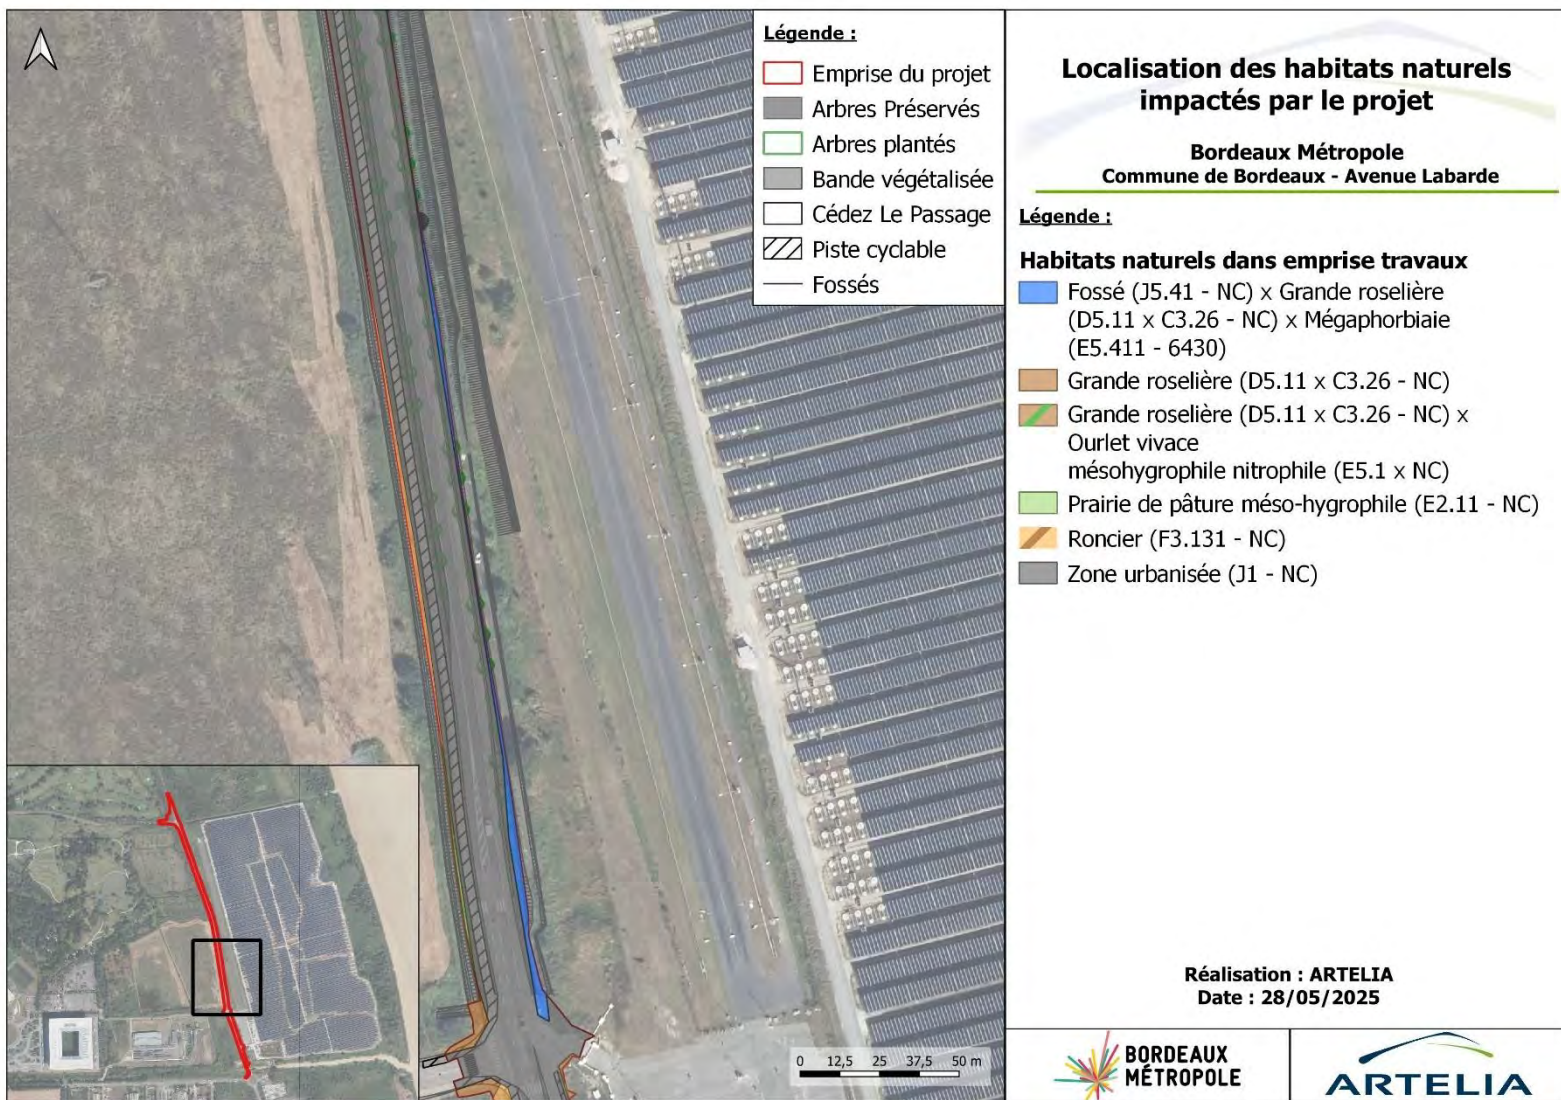 Légende :
Emprise du projet
Arbres Préservés
Arbres plantés
Bande végétalisée
Cédez Le Passage
Piste cyclable
Fossés
0 12,5 25 37,5 50 m
Localisation des habitats naturels
impactés par le projet
Bordeaux Métropole
Commune de Bordeaux - Avenue Labarde
Légende :
Habitats naturels dans emprise travaux
Fossé (J5.41 - NC) x Grande roselière
(D5.11 x C3.26 - NC) x Mégaphorbiaie
(E5.411 - 6430)
Grande roselière (D5.11 x C3.26 - NC)
Grande roselière (D5.11 x C3.26 - NC) x
Ourlet vivace
mésohygrophile nitrophile (E5.1 x NC)
Prairie de pâture méso-hygrophile (E2.11 - NC)
Roncier (F3.131 - NC)
Zone urbanisée (J1 - NC)
Réalisation : ARTELIA
Date : 28/05/2025
BORDEAUX
MÉTROPOLE
ARTELIA